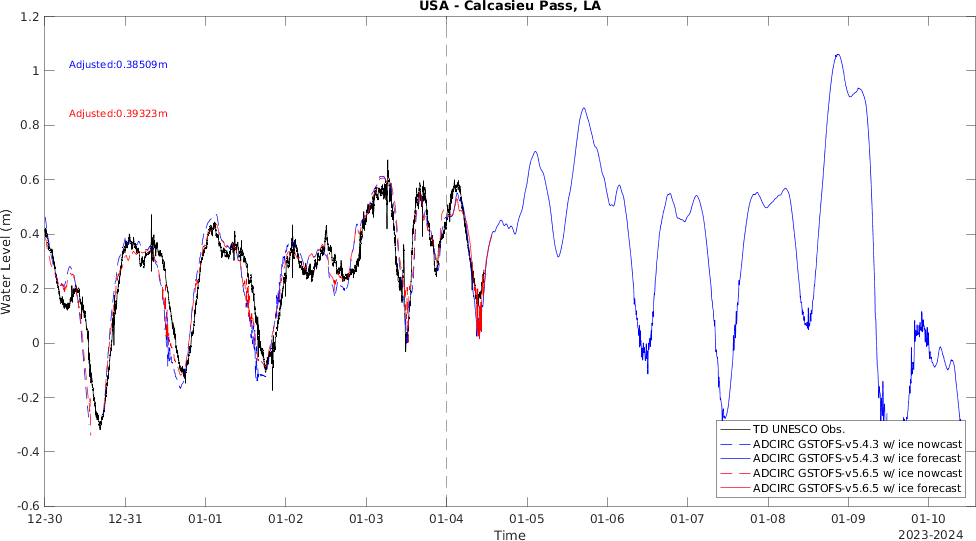 USA - Calcasieu Pass, LA
Adjusted:0.38509m
Adjusted:0.39323m
Water Level (m)
1.2
1
0.8
0.6
0.4
0.2
0
-0.2
-0.4
-0.6
TD UNESCO Obs.
ADCIRC GSTOFS-v5.4.3 w/ ice nowcast
ADCIRC GSTOFS-v5.4.3 w/ ice forecast
ADCIRC GSTOFS-v5.6.5 w/ ice nowcast
ADCIRC GSTOFS-v5.6.5 w/ ice forecast
12-30 12-31 01-01 01-02 01-03 01-04 01-05 01-06 01-07 01-08 01-09 01-10
Time
2023-2024